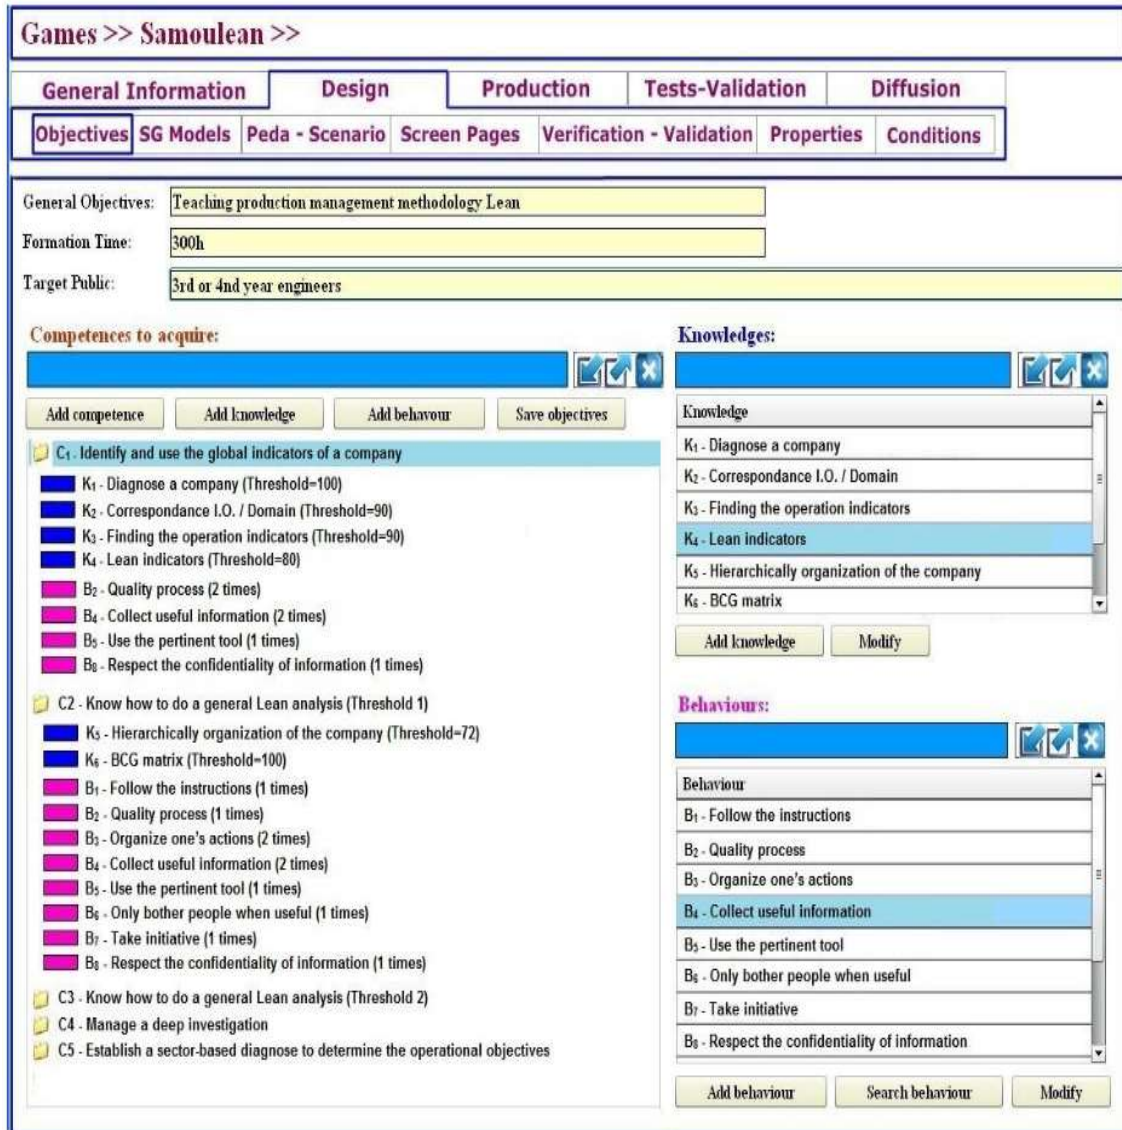 Games >> Samoulean >>
General Information Design Production Tests-Validation Diffusion
Objectives SG Models Peda - Scenario Screen Pages Verification - Validation Properties Conditions
General Objectives: Teaching production management methodology Lean
Formation Time: 300h
Target Public: 3rd or 4nd year engineers
Competences to acquire:
Add competence Add knowledge Add behavour Save objectives
C₁ - Identify and use the global indicators of a company
K₁ - Diagnose a company (Threshold=100)
K₂ - Correspondance I.O. / Domain (Threshold=90)
K₃ - Finding the operation indicators (Threshold=90)
K₄ - Lean indicators (Threshold=80)
B₂ - Quality process (2 times)
B₄ - Collect useful information (2 times)
B₅ - Use the pertinent tool (1 times)
B₈ - Respect the confidentiality of information (1 times)
C2 - Know how to do a general Lean analysis (Threshold 1)
K₅ - Hierarchically organization of the company (Threshold=72)
K₆ - BCG matrix (Threshold=100)
B₁ - Follow the instructions (1 times)
B₂ - Quality process (1 times)
B₃ - Organize one's actions (2 times)
B₄ - Collect useful information (2 times)
B₅ - Use the pertinent tool (1 times)
B₆ - Only bother people when useful (1 times)
B₇ - Take initiative (1 times)
B₈ - Respect the confidentiality of information (1 times)
C3 - Know how to do a general Lean analysis (Threshold 2)
C4 - Manage a deep investigation
C5 - Establish a sector-based diagnose to determine the operational objectives
Knowledges:
Knowledge
K₁ - Diagnose a company
K₂ - Correspondance I.O. / Domain
K₃ - Finding the operation indicators
K₄ - Lean indicators
K₅ - Hierarchically organization of the company
K₆ - BCG matrix
Add knowledge Modify
Behaviours:
Behaviour
B₁ - Follow the instructions
B₂ - Quality process
B₃ - Organize one's actions
B₄ - Collect useful information
B₅ - Use the pertinent tool
B₆ - Only bother people when useful
B₇ - Take initiative
B₈ - Respect the confidentiality of information
Add behaviour Search behaviour Modify